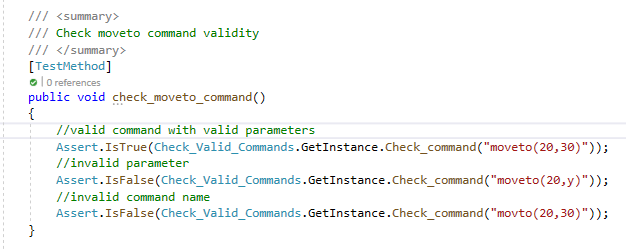 /// <summary>
/// Check moveto command validity
/// </summary>
[TestMethod]
| 0 references
public void check_moveto_command()
{
//valid command with valid parameters
Assert.IsTrue(Check_Valid_Commands.GetInstance.Check_command("moveto(20,30)"));
//invalid parameter
Assert.IsFalse(Check_Valid_Commands.GetInstance.Check_command("moveto(20,y)"));
//invalid command name
Assert.IsFalse(Check_Valid_Commands.GetInstance.Check_command("movto(20,30)"));
}